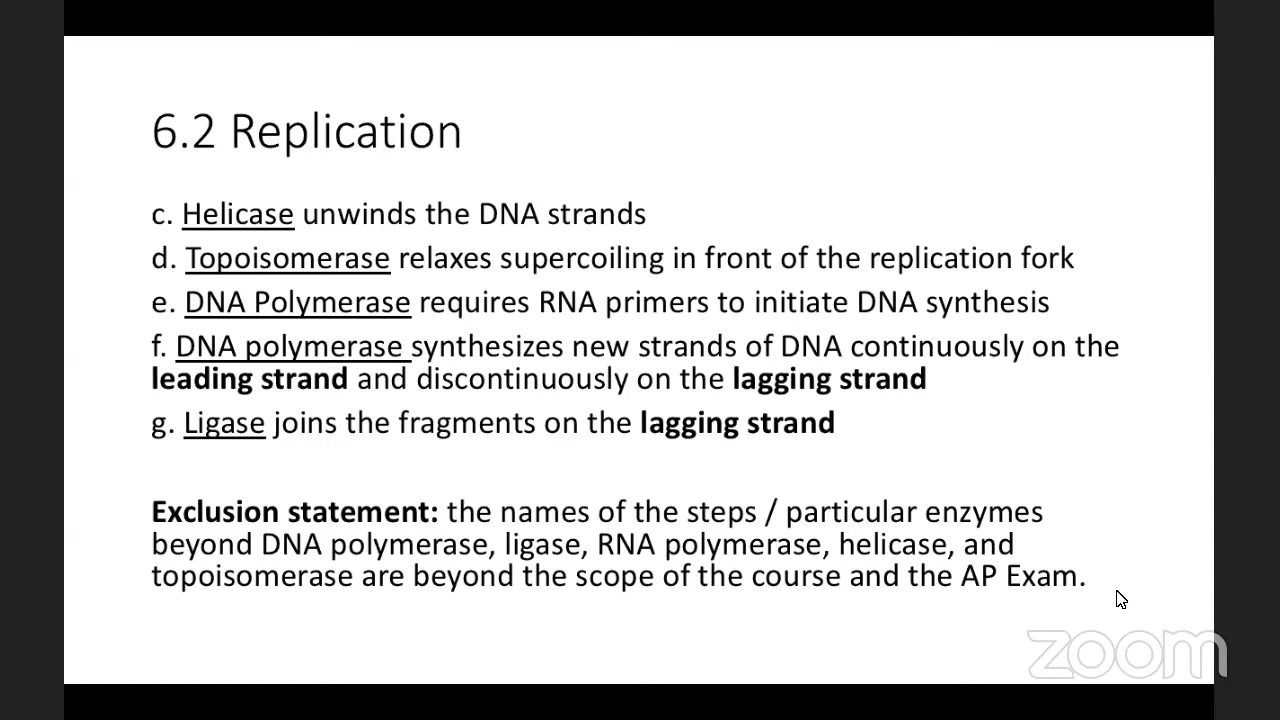 6.2 Replication
c. Helicase unwinds the DNA strands
d. Topoisomerase relaxes supercoiling in front of the replication fork
e. DNA Polymerase requires RNA primers to initiate DNA synthesis
f. DNA polymerase synthesizes new strands of DNA continuously on the
leading strand and discontinuously on the lagging strand
g. Ligase joins the fragments on the lagging strand
Exclusion statement: the names of the steps / particular enzymes
beyond DNA polymerase, ligase, RNA polymerase, helicase, and
topoisomerase are beyond the scope of the course and the AP Exam.
zoom